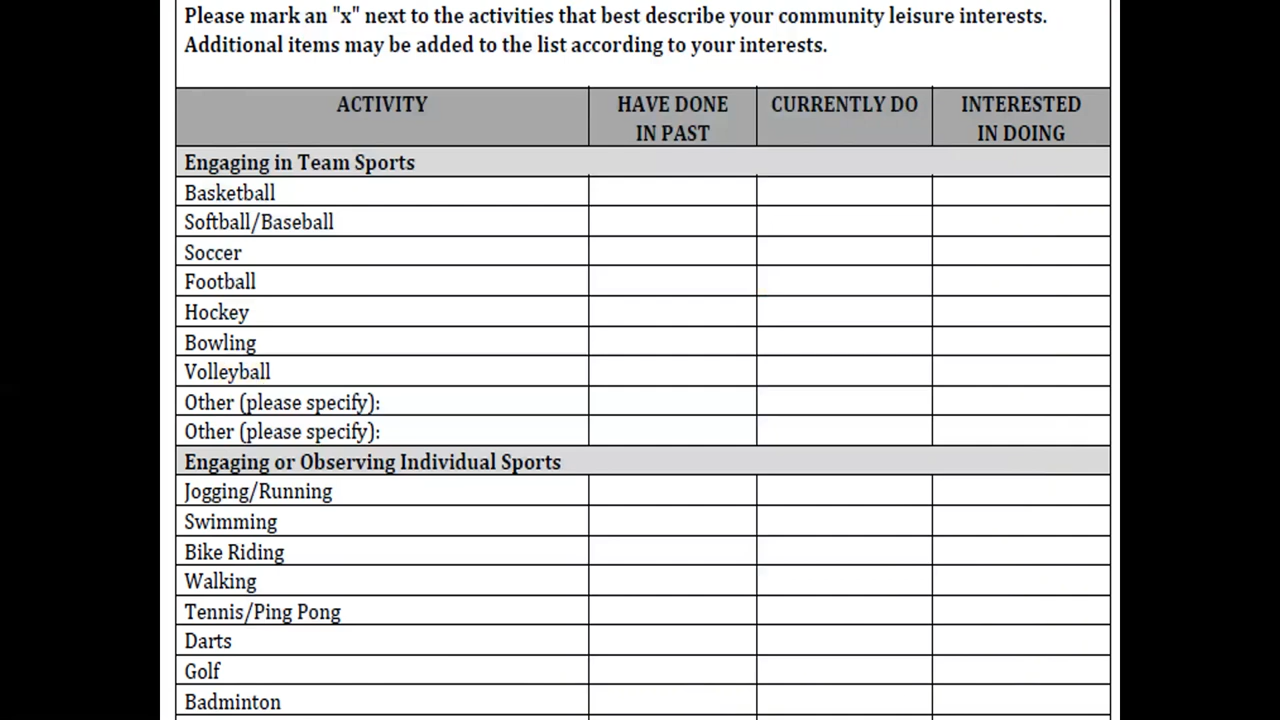 Please mark an "x" next to the activities that best describe your community leisure interests.
Additional items may be added to the list according to your interests.
ACTIVITY
HAVE DONE
IN PAST
CURRENTLY DO
INTERESTED
IN DOING
Engaging in Team Sports
Basketball
Softball/Baseball
Soccer
Football
Hockey
Bowling
Volleyball
Other (please specify):
Other (please specify):
Engaging or Observing Individual Sports
Jogging/Running
Swimming
Bike Riding
Walking
Tennis/Ping Pong
Darts
Golf
Badminton